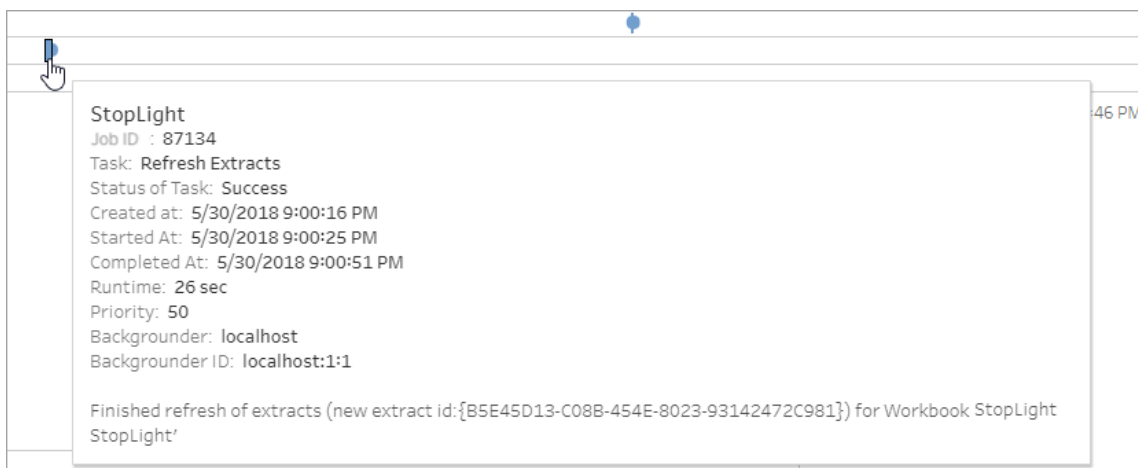 :46 PM
StopLight
Job ID : 87134
Task: Refresh Extracts
Status of Task: Success
Created at: 5/30/2018 9:00:16 PM
Started At: 5/30/2018 9:00:25 PM
Completed At: 5/30/2018 9:00:51 PM
Runtime: 26 sec
Priority: 50
Backgrounder: localhost
Backgrounder ID: localhost:1:1
Finished refresh of extracts (new extract id:{B5E45D13-C08B-454E-8023-93142472C981}) for Workbook StopLight
StopLight’